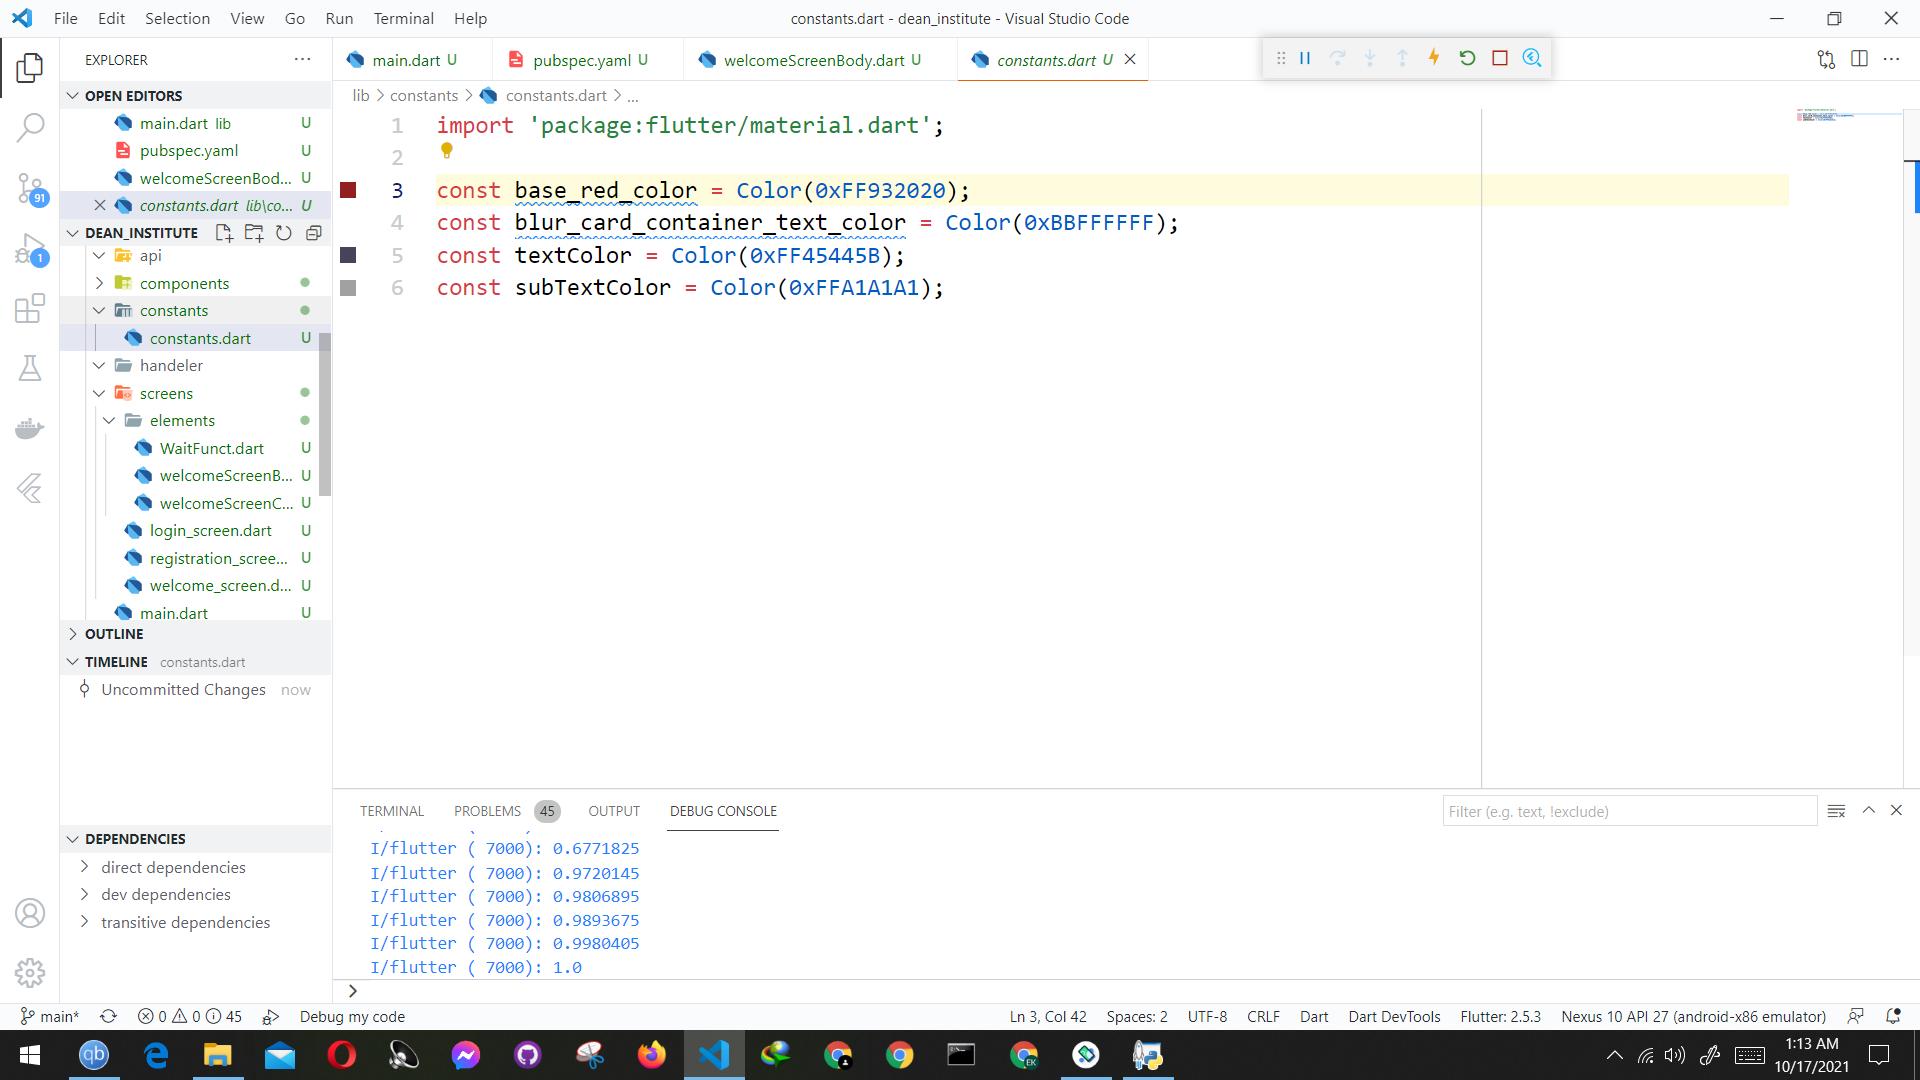 File Edit Selection View Go Run Terminal Help
constants.dart - dean_institute - Visual Studio Code
EXPLORER
OPEN EDITORS
main.dart lib U
pubspec.yaml U
welcomeScreenBod... U
constants.dart lib\co... U
DEAN_INSTITUTE
api
components
constants
constants.dart U
handeler
screens
elements
WaitFunct.dart U
welcomeScreenB... U
welcomeScreenC... U
login_screen.dart U
registration_scree... U
welcome_screen.d... U
main.dart U
OUTLINE
TIMELINE constants.dart
Uncommitted Changes now
DEPENDENCIES
direct dependencies
dev dependencies
transitive dependencies
91
1
main.dart U pubspec.yaml U welcomeScreenBody.dart U constants.dart U
lib > constants > constants.dart > ...
1 import 'package:flutter/material.dart';
2
3 const base_red_color = Color(0xFF932020);
4 const blur_card_container_text_color = Color(0xBBFFFFFF);
5 const textColor = Color(0xFF45445B);
6 const subTextColor = Color(0xFFA1A1A1);
TERMINAL PROBLEMS 45 OUTPUT DEBUG CONSOLE
Filter (e.g. text, !exclude)
I/flutter ( 7000): 0.6771825
I/flutter ( 7000): 0.9720145
I/flutter ( 7000): 0.9806895
I/flutter ( 7000): 0.9893675
I/flutter ( 7000): 0.9980405
I/flutter ( 7000): 1.0
main* 0 0 45 Debug my code
Ln 3, Col 42 Spaces: 2 UTF-8 CRLF Dart Dart DevTools Flutter: 2.5.3 Nexus 10 API 27 (android-x86 emulator)
qb
EK
1:13 AM
10/17/2021